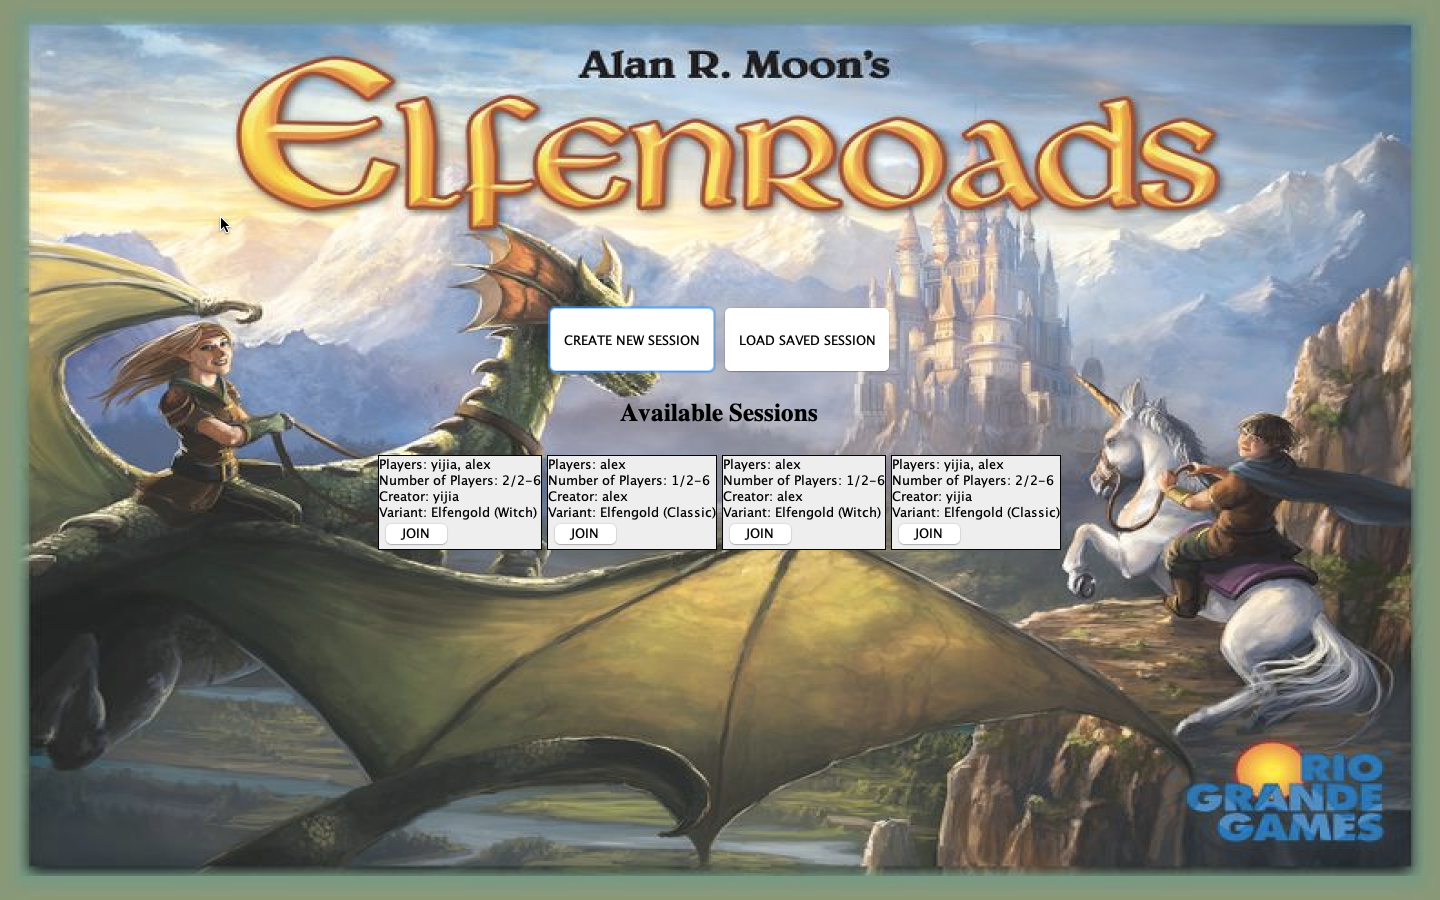 Alan R. Moon's
Elfenroads
CREATE NEW SESSION
LOAD SAVED SESSION
Available Sessions
Players: yijia, alex
Number of Players: 2/2-6
Creator: yijia
Variant: Elfengold (Witch)
JOIN
Players: alex
Number of Players: 1/2-6
Creator: alex
Variant: Elfengold (Classic)
JOIN
Players: alex
Number of Players: 1/2-6
Creator: alex
Variant: Elfengold (Witch)
JOIN
Players: yijia, alex
Number of Players: 2/2-6
Creator: yijia
Variant: Elfengold (Classic)
JOIN
RIO
GRANDE
GAMES